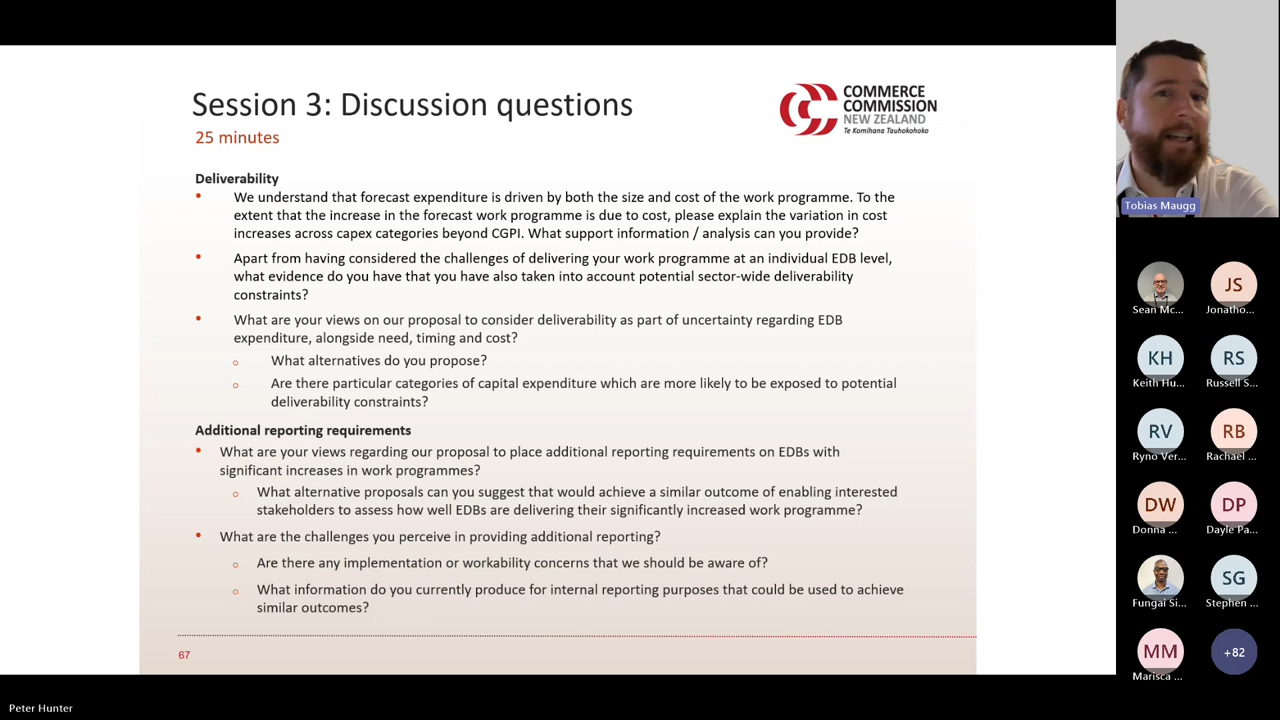 Session 3: Discussion questions
25 minutes
COMMERCE
COMMISSION
NEW ZEALAND
Te Komihana Tauhokohoko
Deliverability
• We understand that forecast expenditure is driven by both the size and cost of the work programme. To the
extent that the increase in the forecast work programme is due to cost, please explain the variation in cost
increases across capex categories beyond CGPI. What support information / analysis can you provide?
• Apart from having considered the challenges of delivering your work programme at an individual EDB level,
what evidence do you have that you have also taken into account potential sector-wide deliverability
constraints?
• What are your views on our proposal to consider deliverability as part of uncertainty regarding EDB
expenditure, alongside need, timing and cost?
o What alternatives do you propose?
o Are there particular categories of capital expenditure which are more likely to be exposed to potential
deliverability constraints?
Additional reporting requirements
• What are your views regarding our proposal to place additional reporting requirements on EDBs with
significant increases in work programmes?
o What alternative proposals can you suggest that would achieve a similar outcome of enabling interested
stakeholders to assess how well EDBs are delivering their significantly increased work programme?
• What are the challenges you perceive in providing additional reporting?
o Are there any implementation or workability concerns that we should be aware of?
o What information do you currently produce for internal reporting purposes that could be used to achieve
similar outcomes?
67
Peter Hunter
Tobias Maugg
Sean Mc...
JS
Jonatho...
KH
Keith Hu...
RS
Russell S...
RV
Ryno Ver...
RB
Rachael ...
DW
Donna ...
DP
Dayle Pa...
Fungai Si...
SG
Stephen ...
MM
Marisca ...
+82